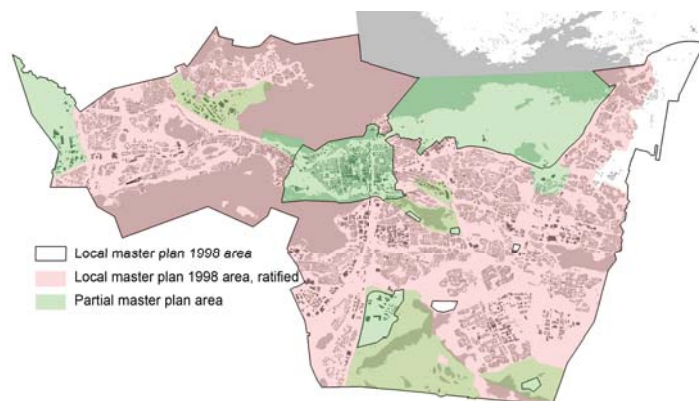 Local master plan 1998 area
Local master plan 1998 area, ratified
Partial master plan area